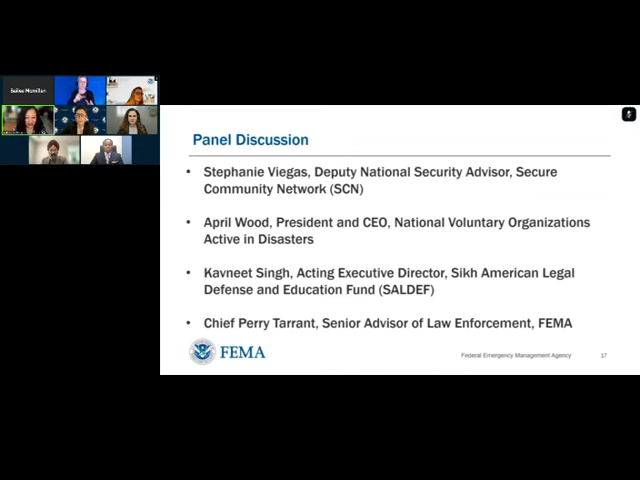 Panel Discussion
• Stephanie Viegas, Deputy National Security Advisor, Secure
Community Network (SCN)
• April Wood, President and CEO, National Voluntary Organizations
Active in Disasters
• Kavneet Singh, Acting Executive Director, Sikh American Legal
Defense and Education Fund (SALDEF)
• Chief Perry Tarrant, Senior Advisor of Law Enforcement, FEMA
FEMA
Federal Emergency Management Agency
17